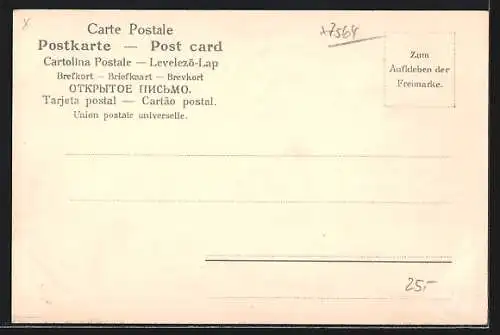 Carte Postale
Postkarte — Post card
Cartolina Postale — Levelező-Lap
Brefkort — Briefkaart — Brevkort
ОТКРЫТОЕ ПИСЬМО.
Tarjeta postal — Cartão postal.
Union postale universelle.
x7564
Zum
Aufkleben der
Freimarke.
25,-